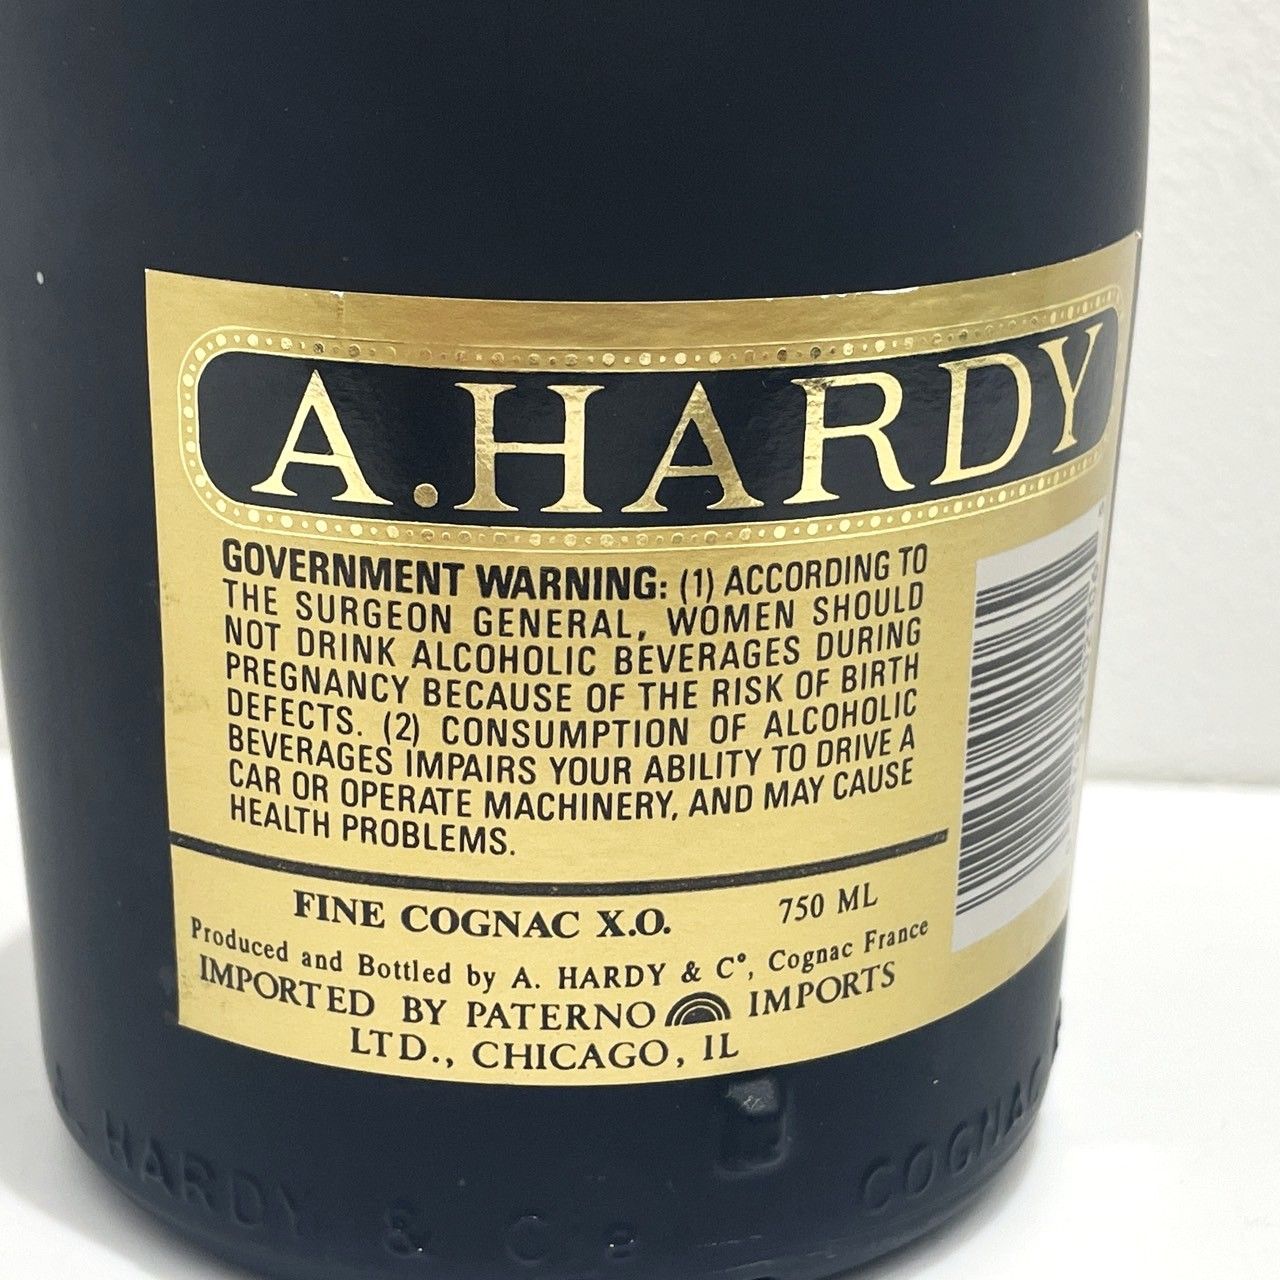 A.HARDY
GOVERNMENT WARNING: (1) ACCORDING TO
THE SURGEON GENERAL, WOMEN SHOULD
NOT DRINK ALCOHOLIC BEVERAGES DURING
PREGNANCY BECAUSE OF THE RISK OF BIRTH
DEFECTS. (2) CONSUMPTION OF ALCOHOLIC
BEVERAGES IMPAIRS YOUR ABILITY TO DRIVE A
CAR OR OPERATE MACHINERY, AND MAY CAUSE
HEALTH PROBLEMS.
FINE COGNAC X.O. 750 ML
Produced and Bottled by A. HARDY & C°, Cognac France
IMPORTED BY PATERNO IMPORTS
LTD., CHICAGO, IL
A. HARDY & Co COGNAC